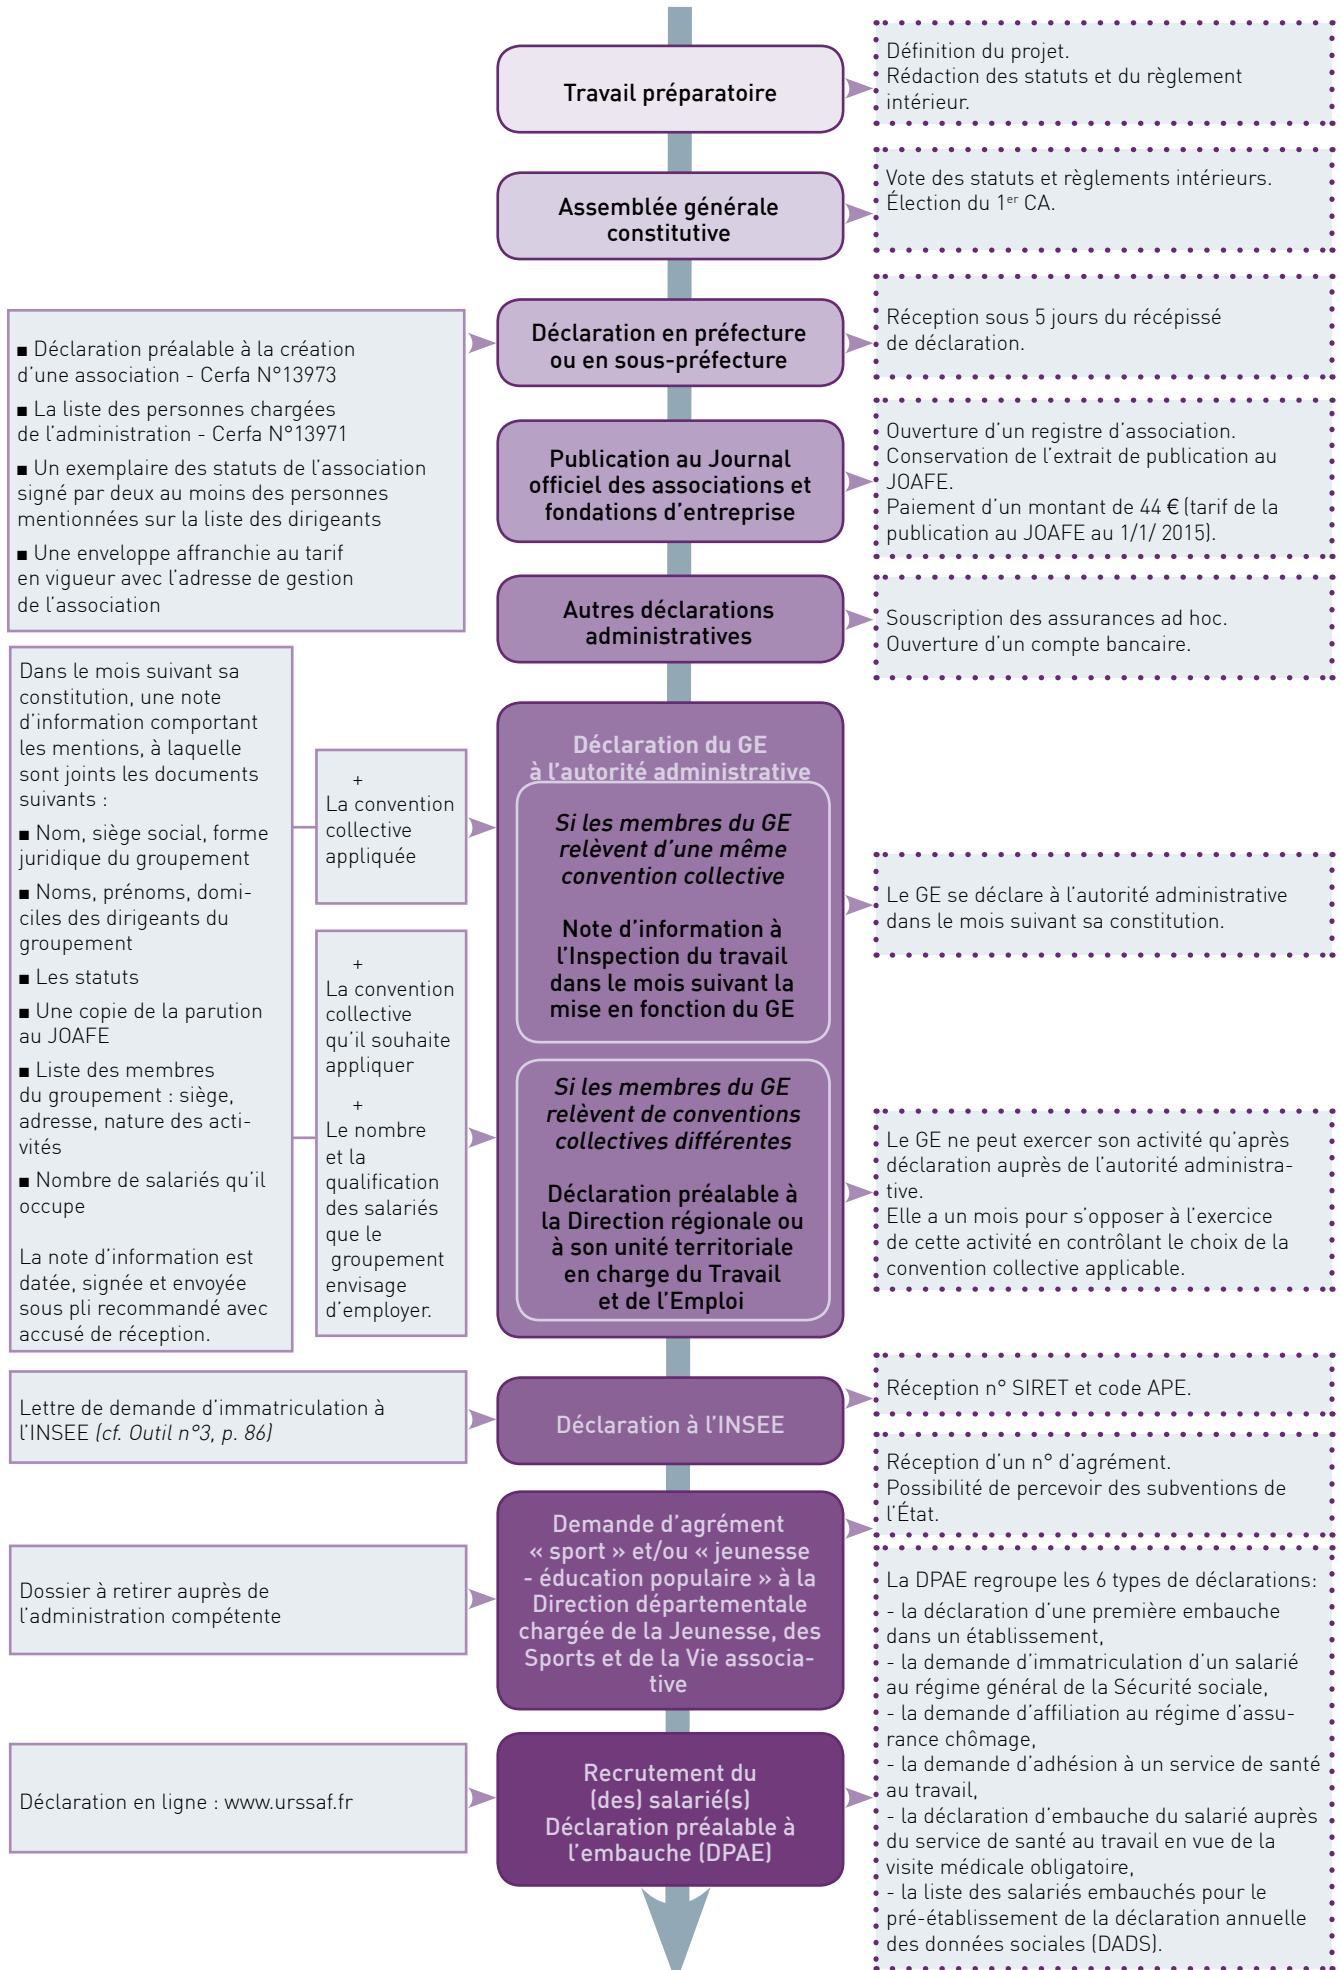 Travail préparatoire
Définition du projet.
Rédaction des statuts et du règlement
intérieur.
Assemblée générale
constitutive
Vote des statuts et règlements intérieurs.
Élection du 1er CA.
■ Déclaration préalable à la création
d'une association - Cerfa N°13973
■ La liste des personnes chargées
de l'administration - Cerfa N°13971
■ Un exemplaire des statuts de l'association
signé par deux au moins des personnes
mentionnées sur la liste des dirigeants
■ Une enveloppe affranchie au tarif
en vigueur avec l'adresse de gestion
de l'association
Déclaration en préfecture
ou en sous-préfecture
Réception sous 5 jours du récépissé
de déclaration.
Publication au Journal
officiel des associations et
fondations d'entreprise
Ouverture d'un registre d'association.
Conservation de l'extrait de publication au
JOAFE.
Paiement d'un montant de 44 € (tarif de la
publication au JOAFE au 1/1/ 2015).
Autres déclarations
administratives
Souscription des assurances ad hoc.
Ouverture d'un compte bancaire.
Dans le mois suivant sa
constitution, une note
d'information comportant
les mentions, à laquelle
sont joints les documents
suivants :
■ Nom, siège social, forme
juridique du groupement
■ Noms, prénoms, domi-
ciles des dirigeants du
groupement
■ Les statuts
■ Une copie de la parution
au JOAFE
■ Liste des membres
du groupement : siège,
adresse, nature des acti-
vités
■ Nombre de salariés qu'il
occupe
La note d'information est
datée, signée et envoyée
sous pli recommandé avec
accusé de réception.
+
La convention
collective
appliquée
+
La convention
collective
qu'il souhaite
appliquer
+
Le nombre
et la
qualification
des salariés
que le
groupement
envisage
d'employer.
Déclaration du GE
à l'autorité administrative
Si les membres du GE
relèvent d'une même
convention collective
Note d'information à
l'Inspection du travail
dans le mois suivant la
mise en fonction du GE
Si les membres du GE
relèvent de conventions
collectives différentes
Déclaration préalable à
la Direction régionale ou
à son unité territoriale
en charge du Travail
et de l'Emploi
Le GE se déclare à l'autorité administrative
dans le mois suivant sa constitution.
Le GE ne peut exercer son activité qu'après
déclaration auprès de l'autorité administra-
tive.
Elle a un mois pour s'opposer à l'exercice
de cette activité en contrôlant le choix de la
convention collective applicable.
Lettre de demande d'immatriculation à
l'INSEE (cf. Outil n°3, p. 86)
Déclaration à l'INSEE
Réception n° SIRET et code APE.
Dossier à retirer auprès de
l'administration compétente
Demande d'agrément
« sport » et/ou « jeunesse
- éducation populaire » à la
Direction départementale
chargée de la Jeunesse, des
Sports et de la Vie associa-
tive
Réception d'un n° d'agrément.
Possibilité de percevoir des subventions de
l'État.
Déclaration en ligne : www.urssaf.fr
Recrutement du
(des) salarié(s)
Déclaration préalable à
l'embauche (DPAE)
La DPAE regroupe les 6 types de déclarations:
- la déclaration d'une première embauche
dans un établissement,
- la demande d'immatriculation d'un salarié
au régime général de la Sécurité sociale,
- la demande d'affiliation au régime d'assu-
rance chômage,
- la demande d'adhésion à un service de santé
au travail,
- la déclaration d'embauche du salarié auprès
du service de santé au travail en vue de la
visite médicale obligatoire,
- la liste des salariés embauchés pour le
pré-établissement de la déclaration annuelle
des données sociales (DADS).